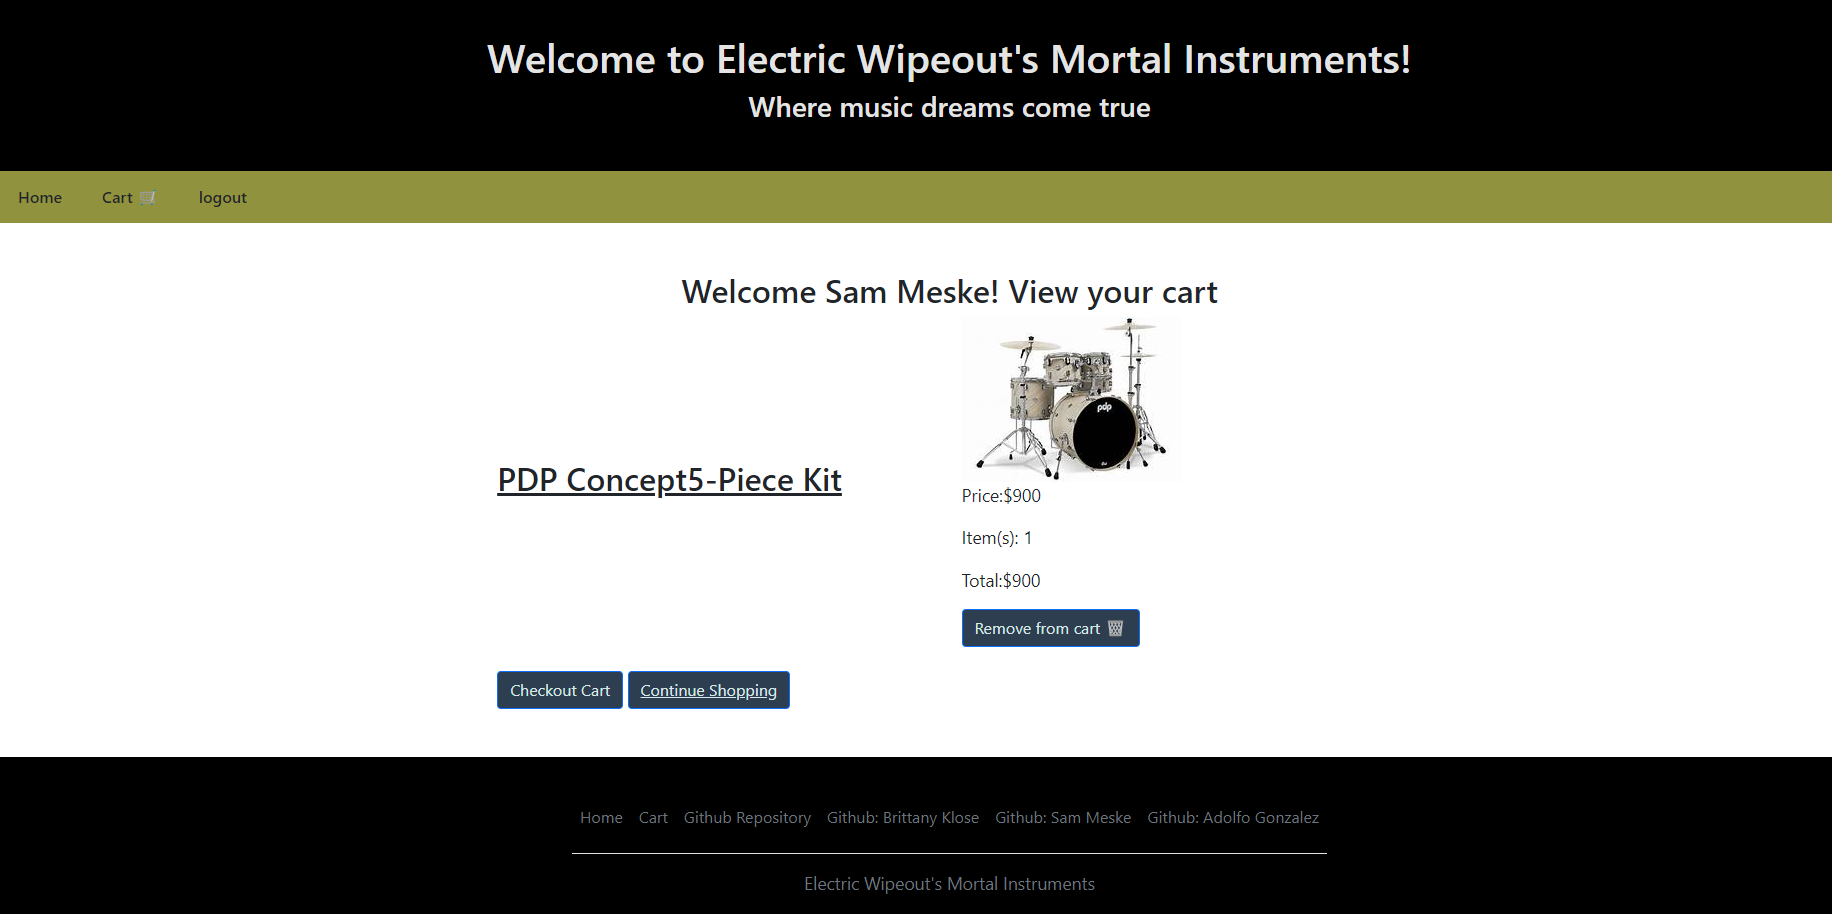 Welcome to Electric Wipeout's Mortal Instruments!
Where music dreams come true
Home
Cart 🛒
logout
Welcome Sam Meske! View your cart
pdp
PDP Concept5-Piece Kit
Price:$900
Item(s): 1
Total:$900
Remove from cart 🗑
Checkout Cart
Continue Shopping
Home Cart Github Repository Github: Brittany Klose Github: Sam Meske Github: Adolfo Gonzalez
Electric Wipeout's Mortal Instruments